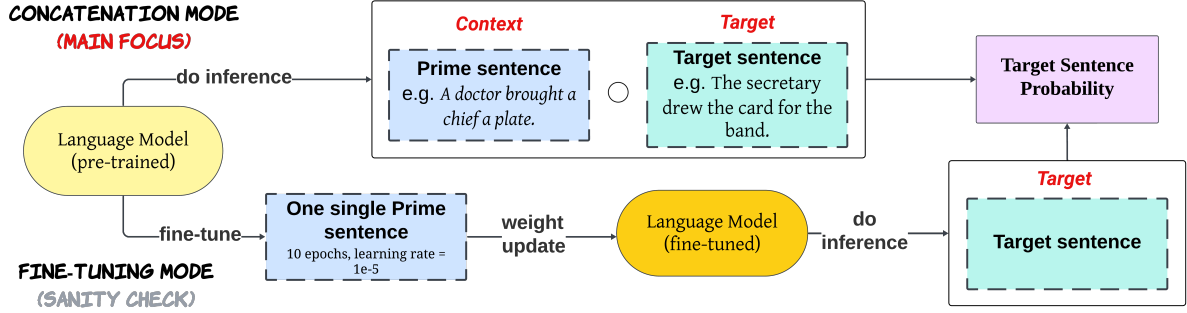 CONCATENATION MODE
(MAIN FOCUS)
do inference
Language Model
(pre-trained)
Context
Prime sentence
e.g. A doctor brought a
chief a plate.
Target
Target sentence
e.g. The secretary
drew the card for the
band.
Target Sentence
Probability
fine-tune
One single Prime
sentence
10 epochs, learning rate =
1e-5
weight
update
Language Model
(fine-tuned)
do
inference
Target
Target sentence
FINE-TUNING MODE
(SANITY CHECK)